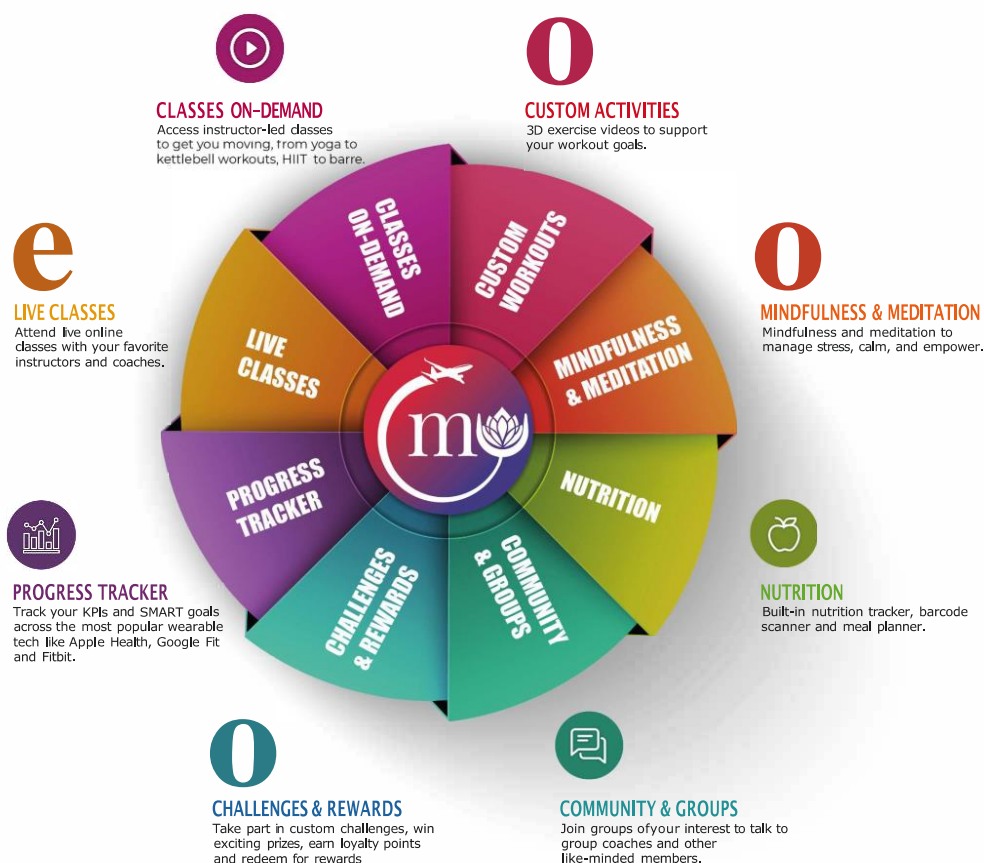 O
O
CLASSES ON-DEMAND
Access instructor-led classes
to get you moving, from yoga to
kettlebell workouts, HIIT to barre.
CUSTOM ACTIVITIES
3D exercise videos to support
your workout goals.
e
LIVE CLASSES
Attend live online
classes with your favorite
instructors and coaches.
MINDFULNESS & MEDITATION
Mindfulness and meditation to
manage stress, calm, and empower.
CLASSES
ON-DEMAND
CUSTOM
WORKOUTS
LIVE
CLASSES
MINDFULNESS
& MEDITATION
m
PROGRESS
TRACKER
NUTRITION
CHALLENGES
& REWARDS
COMMUNITY
& GROUPS
PROGRESS TRACKER
Track your KPIs and SMART goals
across the most popular wearable
tech like Apple Health, Google Fit
and Fitbit.
NUTRITION
Built-in nutrition tracker, barcode
scanner and meal planner.
O
CHALLENGES & REWARDS
Take part in custom challenges, win
exciting prizes, earn loyalty points
and redeem for rewards
COMMUNITY & GROUPS
Join groups ofyour interest to talk to
group coaches and other
like-minded members.